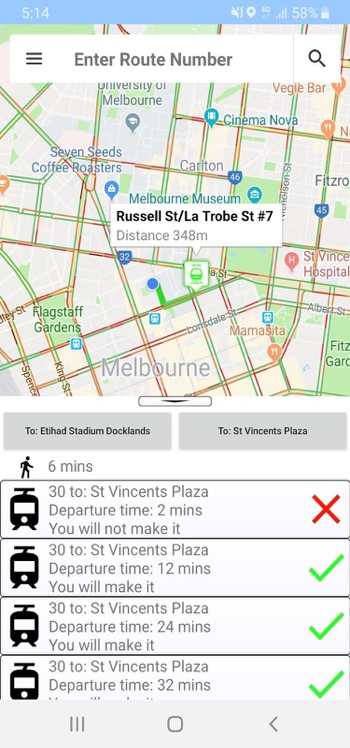 5:14
4G
58%
Enter Route Number
Vegie Bar
University of
Melbourne
Cinema Nova
Seven Seeds
Coffee Roasters
Carlton
46
Fitzro
45
Melbourne Museum
Russell St/La Trobe St #7
Distance 348m
32
St Vince
Hospital
Flagstaff
Gardens
Lonsdale St
Albert St
Mamasita
King St
Spenc
Melbourne
Fitz
Gard
To: Etihad Stadium Docklands
To: St Vincents Plaza
6 mins
30 to: St Vincents Plaza
Departure time: 2 mins
You will not make it
30 to: St Vincents Plaza
Departure time: 12 mins
You will make it
30 to: St Vincents Plaza
Departure time: 24 mins
You will make it
30 to: St Vincents Plaza
Departure time: 32 mins